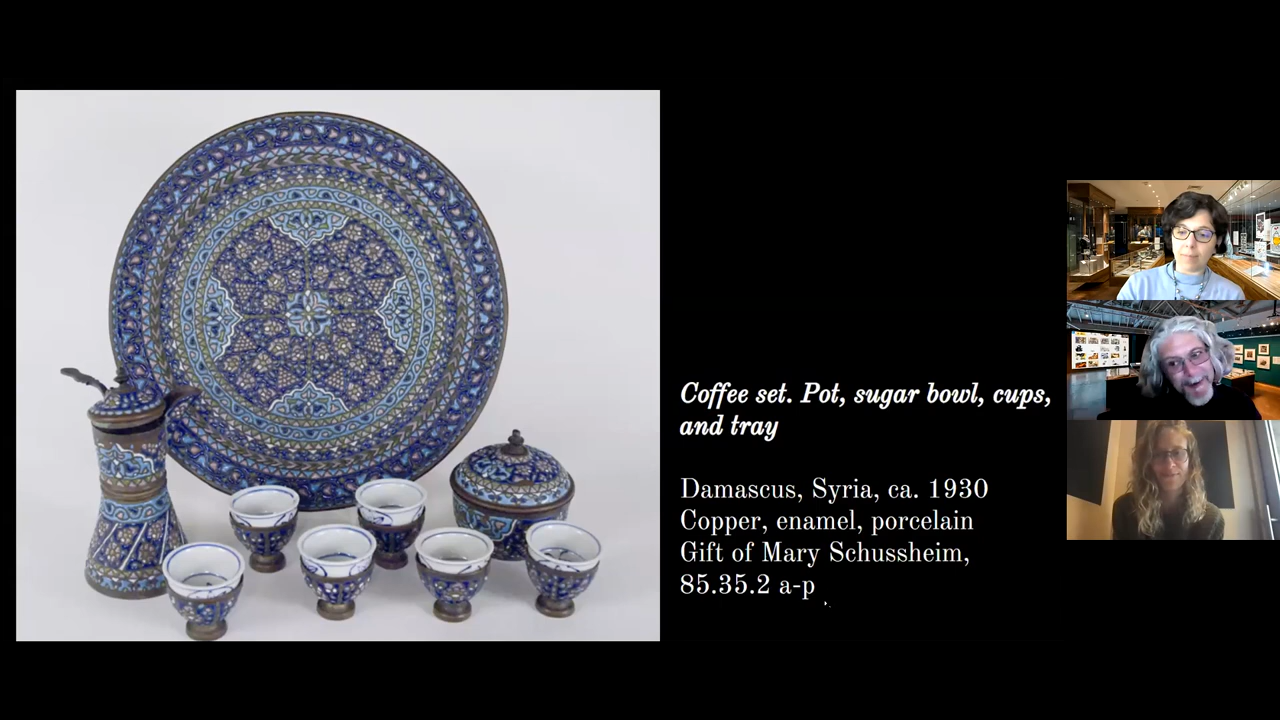 Coffee set. Pot, sugar bowl, cups,
and tray
Damascus, Syria, ca. 1930
Copper, enamel, porcelain
Gift of Mary Schussheim,
85.35.2 a-p